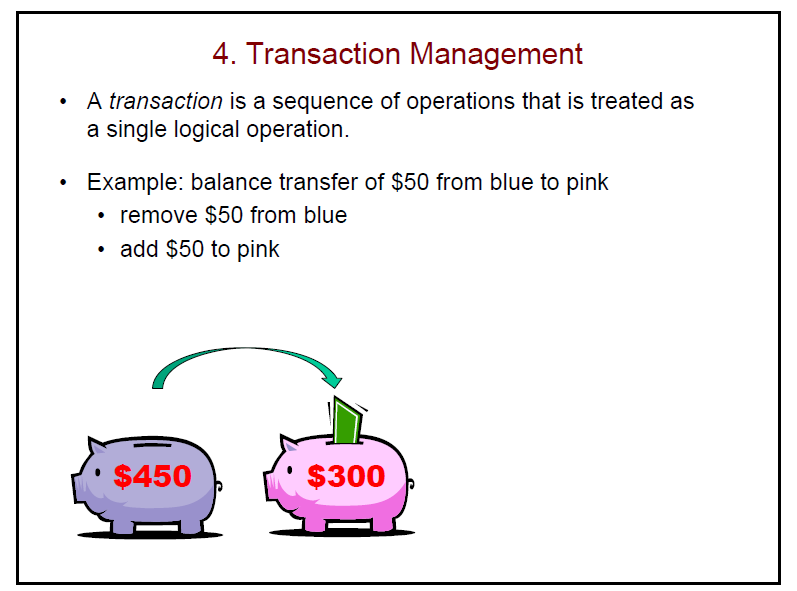 4. Transaction Management
• A transaction is a sequence of operations that is treated as
a single logical operation.
• Example: balance transfer of $50 from blue to pink
• remove $50 from blue
• add $50 to pink
$450 $300